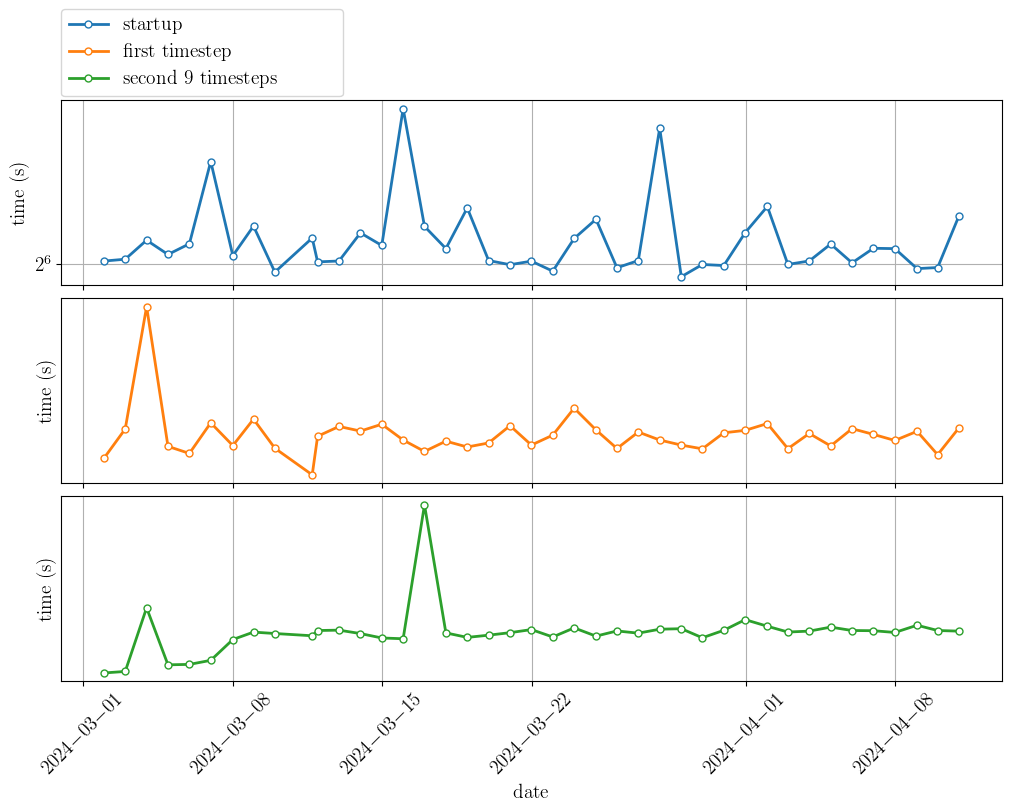 startup
first timestep
second 9 timesteps
time (s)
2⁶
time (s)
time (s)
2024−03−01
2024−03−08
2024−03−15
2024−03−22
2024−04−01
2024−04−08
date